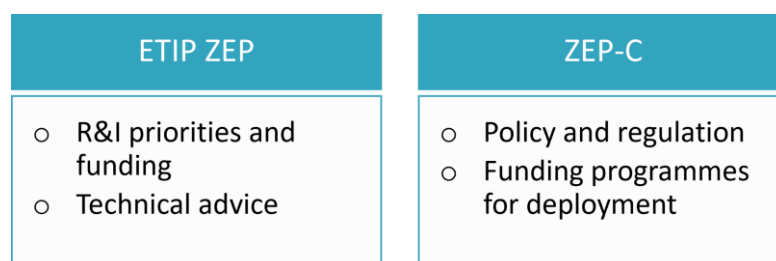 ETIP ZEP
o R&I priorities and
funding
o Technical advice
ZEP-C
o Policy and regulation
o Funding programmes
for deployment